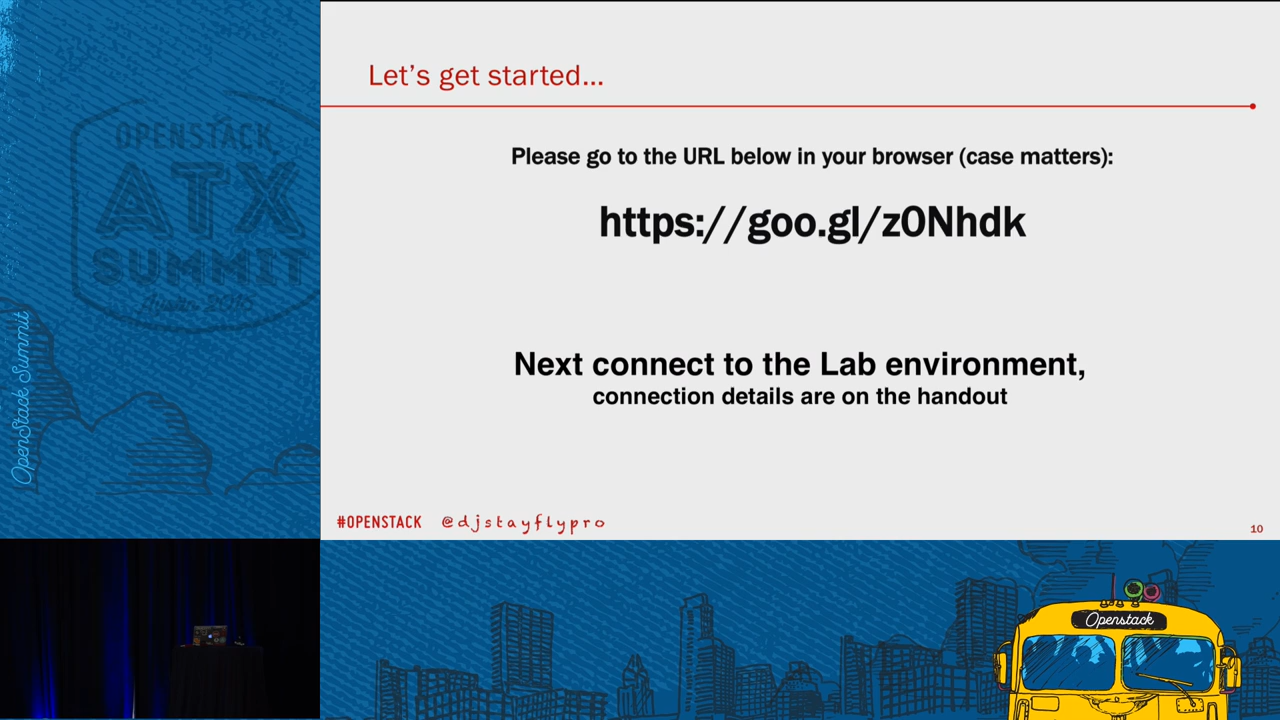 Let's get started...
Please go to the URL below in your browser (case matters):
https://goo.gl/z0Nhdk
Next connect to the Lab environment,
connection details are on the handout
#OPENSTACK @djstayflypro
10
OPENSTACK
ATX
SUMMIT
Austin 2016
OpenStack Summit
Openstack